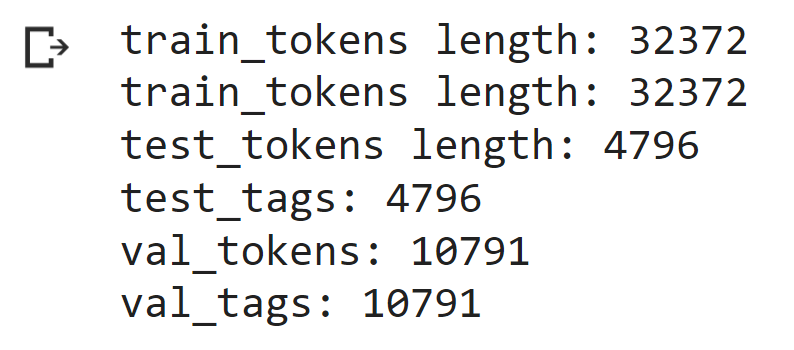 train_tokens length: 32372
train_tokens length: 32372
test_tokens length: 4796
test_tags: 4796
val_tokens: 10791
val_tags: 10791